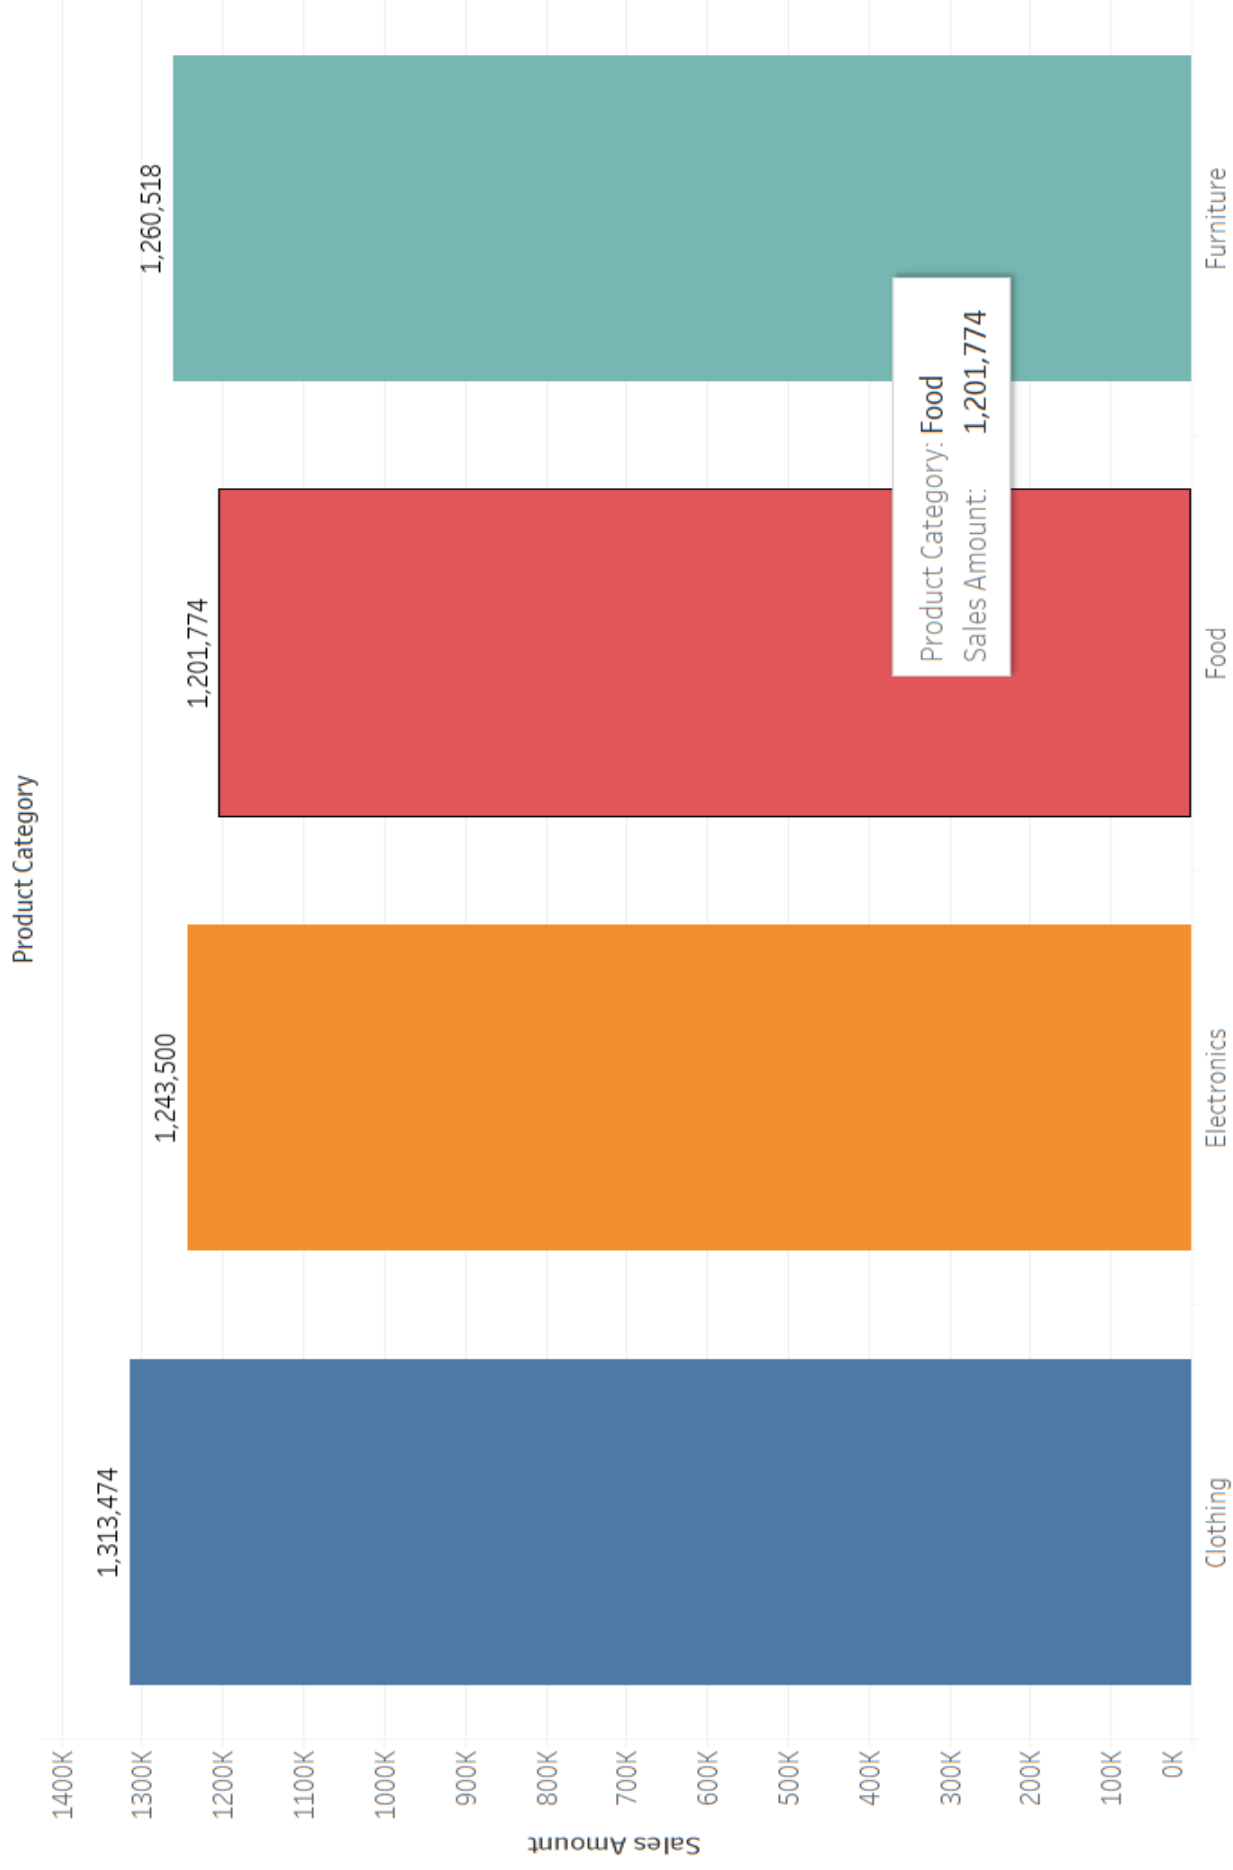 Product Category
1400K
1300K
1200K
1100K
1000K
900K
800K
700K
600K
500K
400K
300K
200K
100K
0K
Sales Amount
1,313,474
1,243,500
1,201,774
1,260,518
Product Category: Food
Sales Amount: 1,201,774
Clothing
Electronics
Food
Furniture